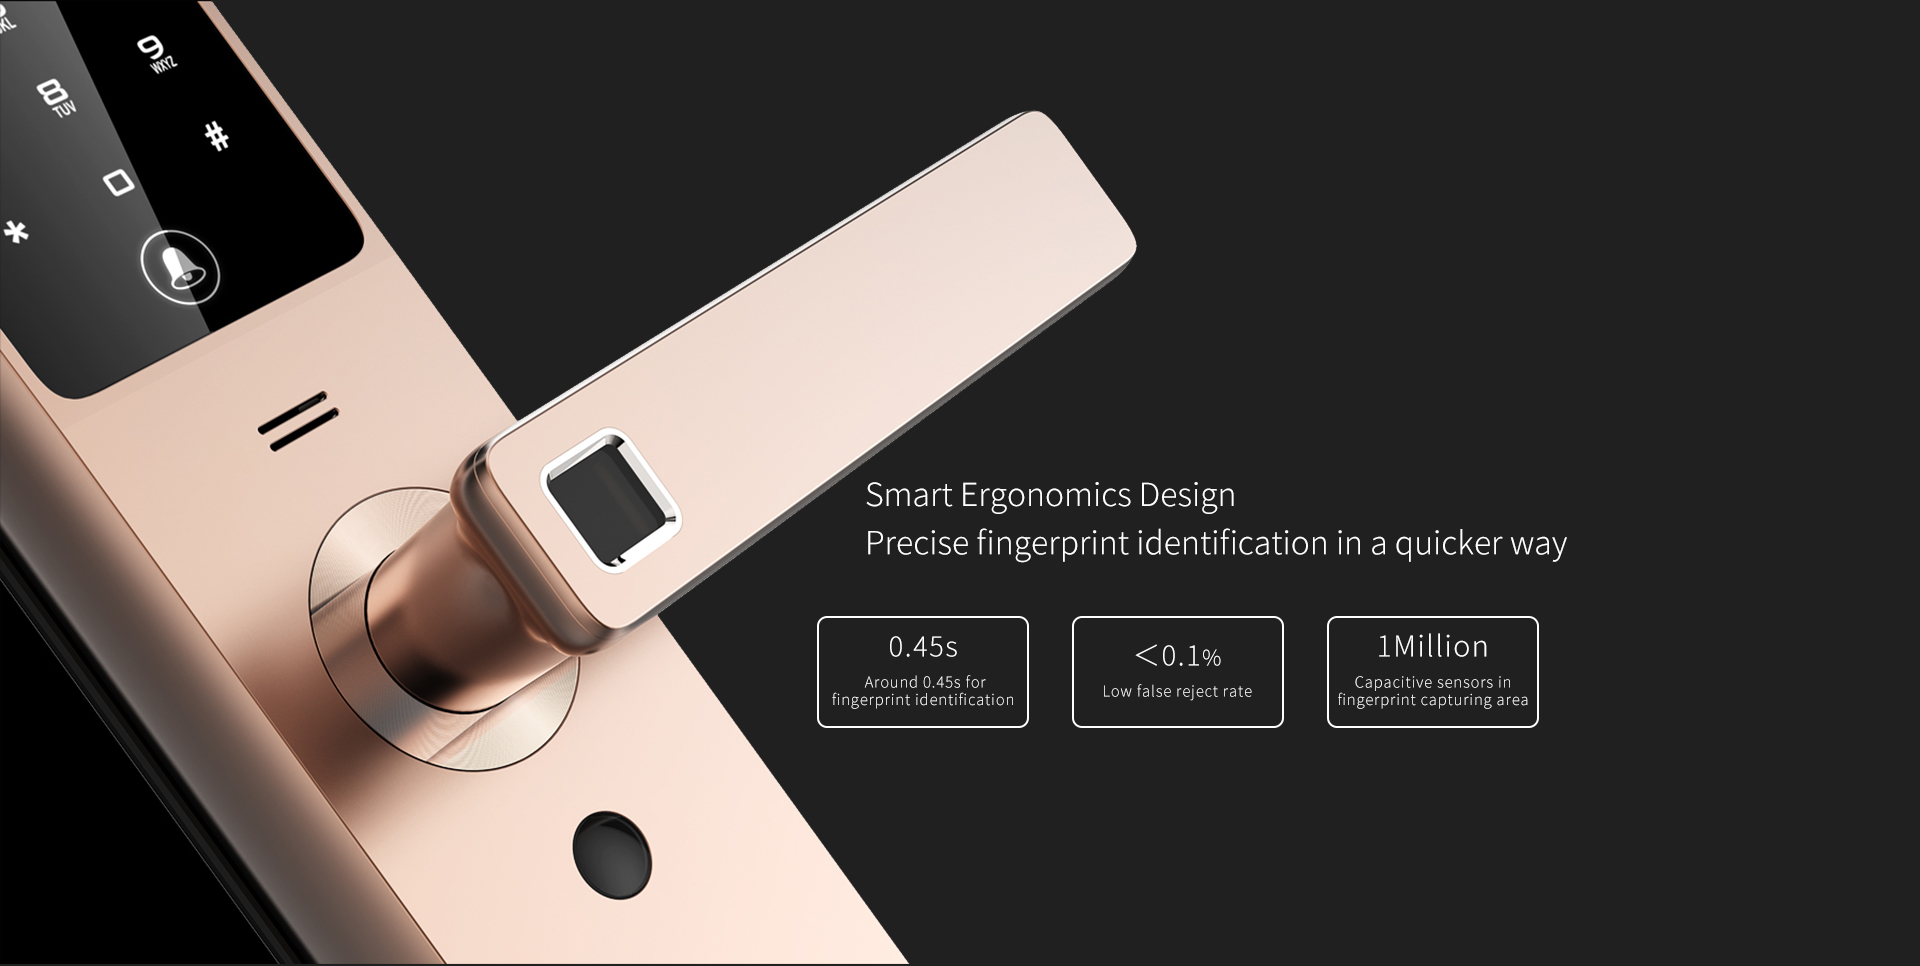 9
WXYZ
8
TUV
#
0
*
Smart Ergonomics Design
Precise fingerprint identification in a quicker way
0.45s
Around 0.45s for
fingerprint identification
<0.1%
Low false reject rate
1Million
Capacitive sensors in
fingerprint capturing area